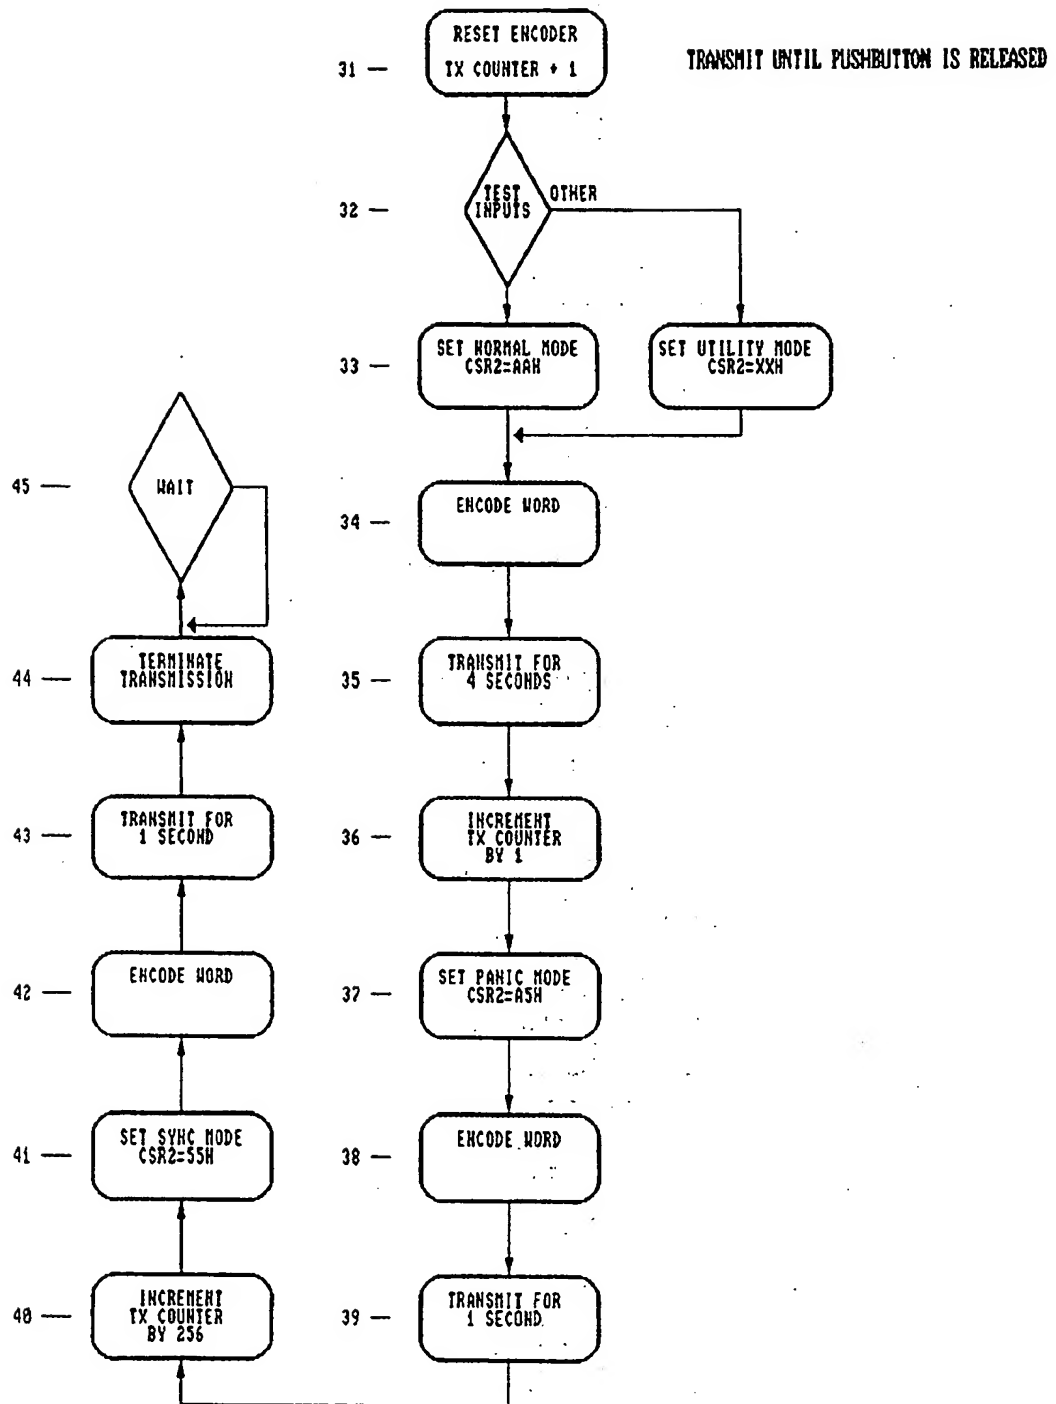 RESET ENCODER
31 — TX COUNTER + 1
TRANSMIT UNTIL PUSHBUTTON IS RELEASED
32 —
TEST
INPUTS
OTHER
33 —
SET NORMAL MODE
CSR2=AAH
SET UTILITY MODE
CSR2=XXH
34 —
ENCODE WORD
35 —
TRANSMIT FOR
4 SECONDS
36 —
INCREMENT
TX COUNTER
BY 1
37 —
SET PANIC MODE
CSR2=A5H
38 —
ENCODE WORD
39 —
TRANSMIT FOR
1 SECOND
40 —
INCREMENT
TX COUNTER
BY 256
41 —
SET SYNC MODE
CSR2=55H
42 —
ENCODE WORD
43 —
TRANSMIT FOR
1 SECOND
44 —
TERMINATE
TRANSMISSION
45 —
WAIT